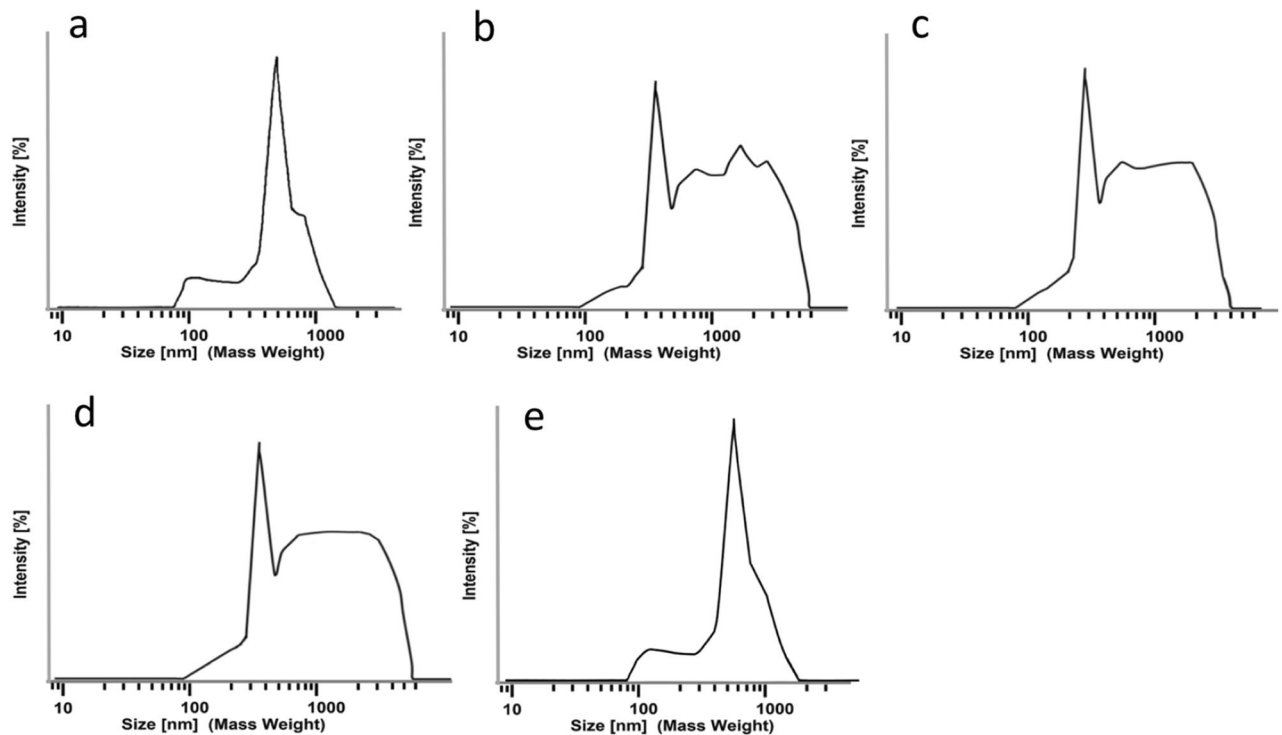 a
Intensity [%]
10 100 1000
Size [nm] (Mass Weight)
b
Intensity [%]
10 100 1000
Size [nm] (Mass Weight)
c
Intensity [%]
10 100 1000
Size [nm] (Mass Weight)
d
Intensity [%]
10 100 1000
Size [nm] (Mass Weight)
e
Intensity [%]
10 100 1000
Size [nm] (Mass Weight)